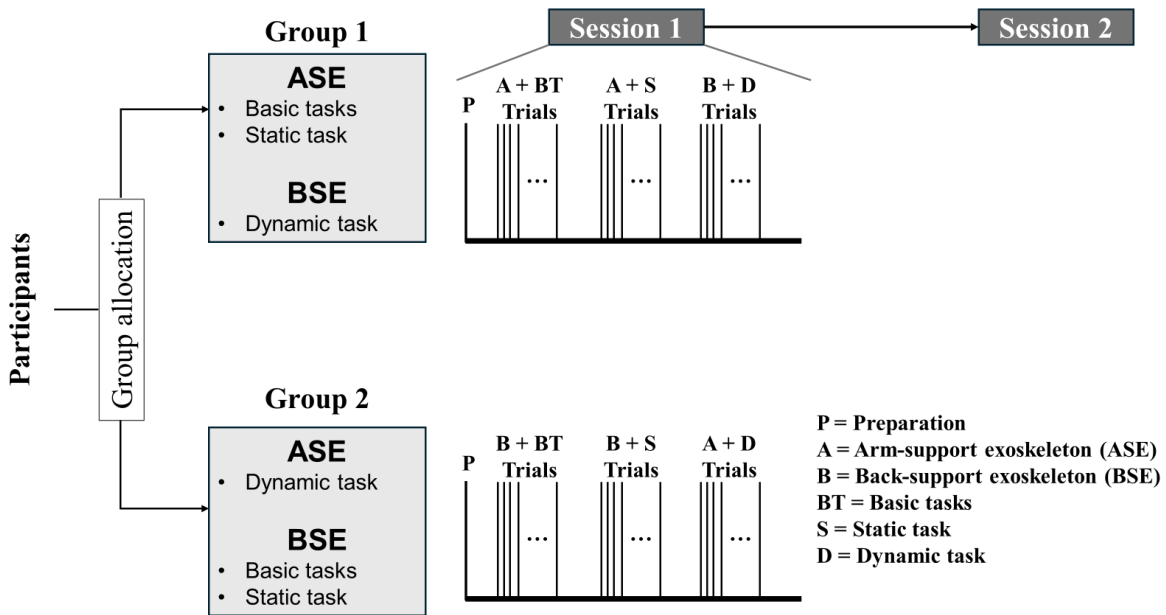 Participants
Group allocation
Group 1
ASE
• Basic tasks
• Static task
BSE
• Dynamic task
Session 1
Session 2
P
A + BT
Trials
...
A + S
Trials
...
B + D
Trials
...
Group 2
ASE
• Dynamic task
BSE
• Basic tasks
• Static task
P
B + BT
Trials
...
B + S
Trials
...
A + D
Trials
...
P = Preparation
A = Arm-support exoskeleton (ASE)
B = Back-support exoskeleton (BSE)
BT = Basic tasks
S = Static task
D = Dynamic task